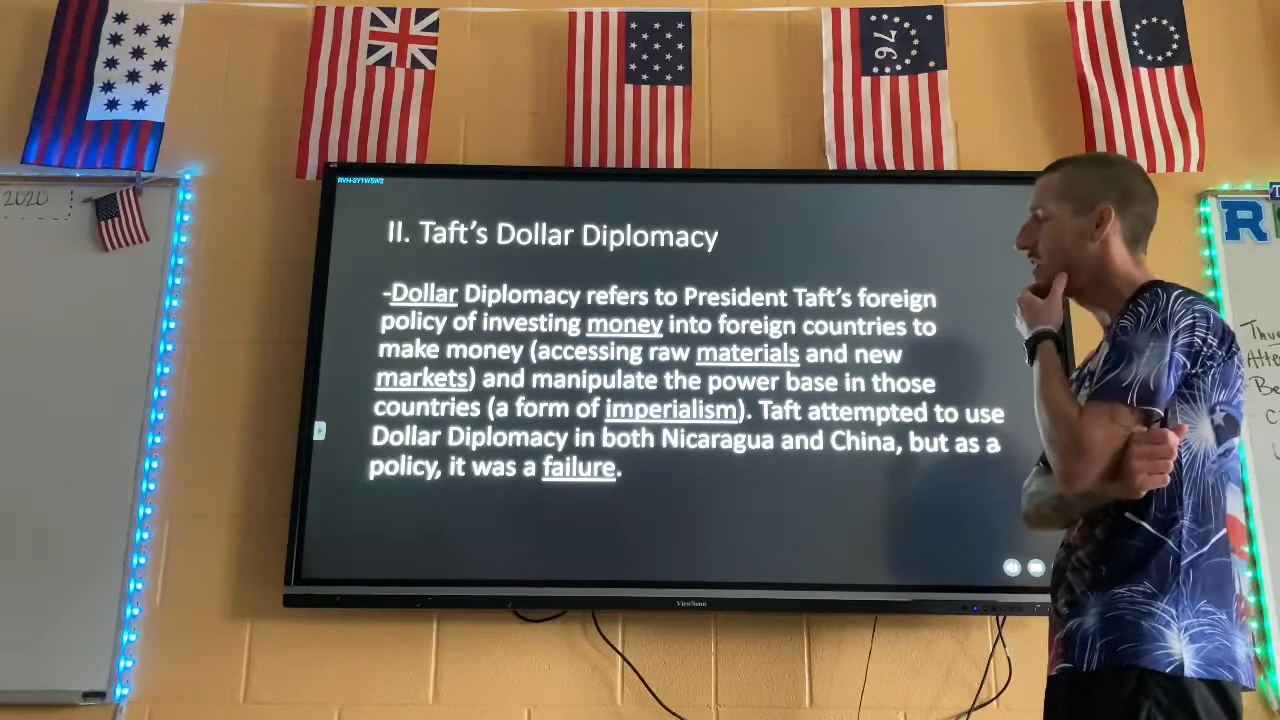 2020
76
RVH-3Y1W5W2
II. Taft's Dollar Diplomacy
-Dollar Diplomacy refers to President Taft's foreign
policy of investing money into foreign countries to
make money (accessing raw materials and new
markets) and manipulate the power base in those
countries (a form of imperialism). Taft attempted to use
Dollar Diplomacy in both Nicaragua and China, but as a
policy, it was a failure.
ViewSonic
R